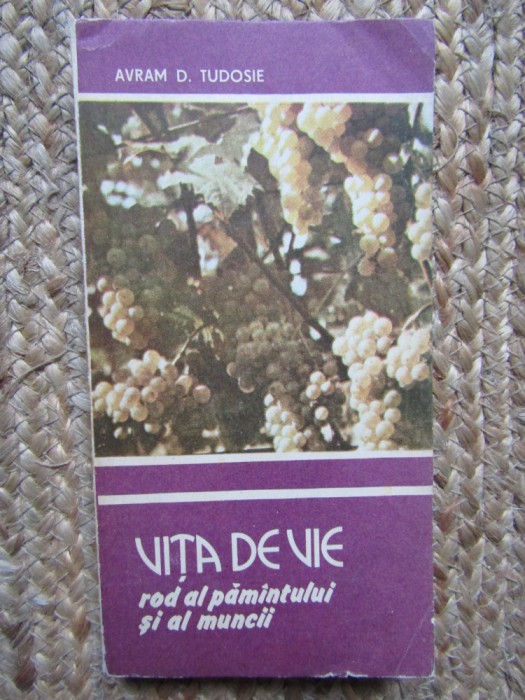 AVRAM D. TUDOSIE
VIȚA DE VIE
rod al pămîntului
și al muncii